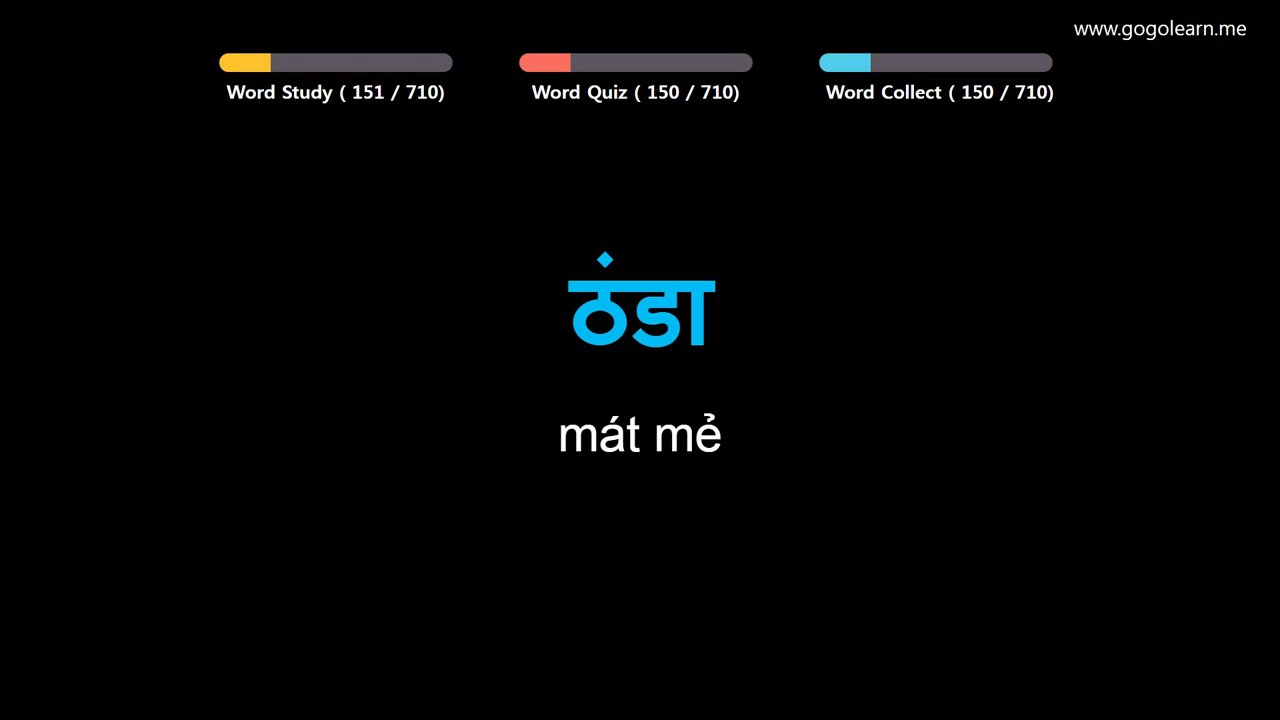 www.gogolearn.me
Word Study ( 151 / 710)
Word Quiz ( 150 / 710)
Word Collect ( 150 / 710)
ठंडा
mát mẻ